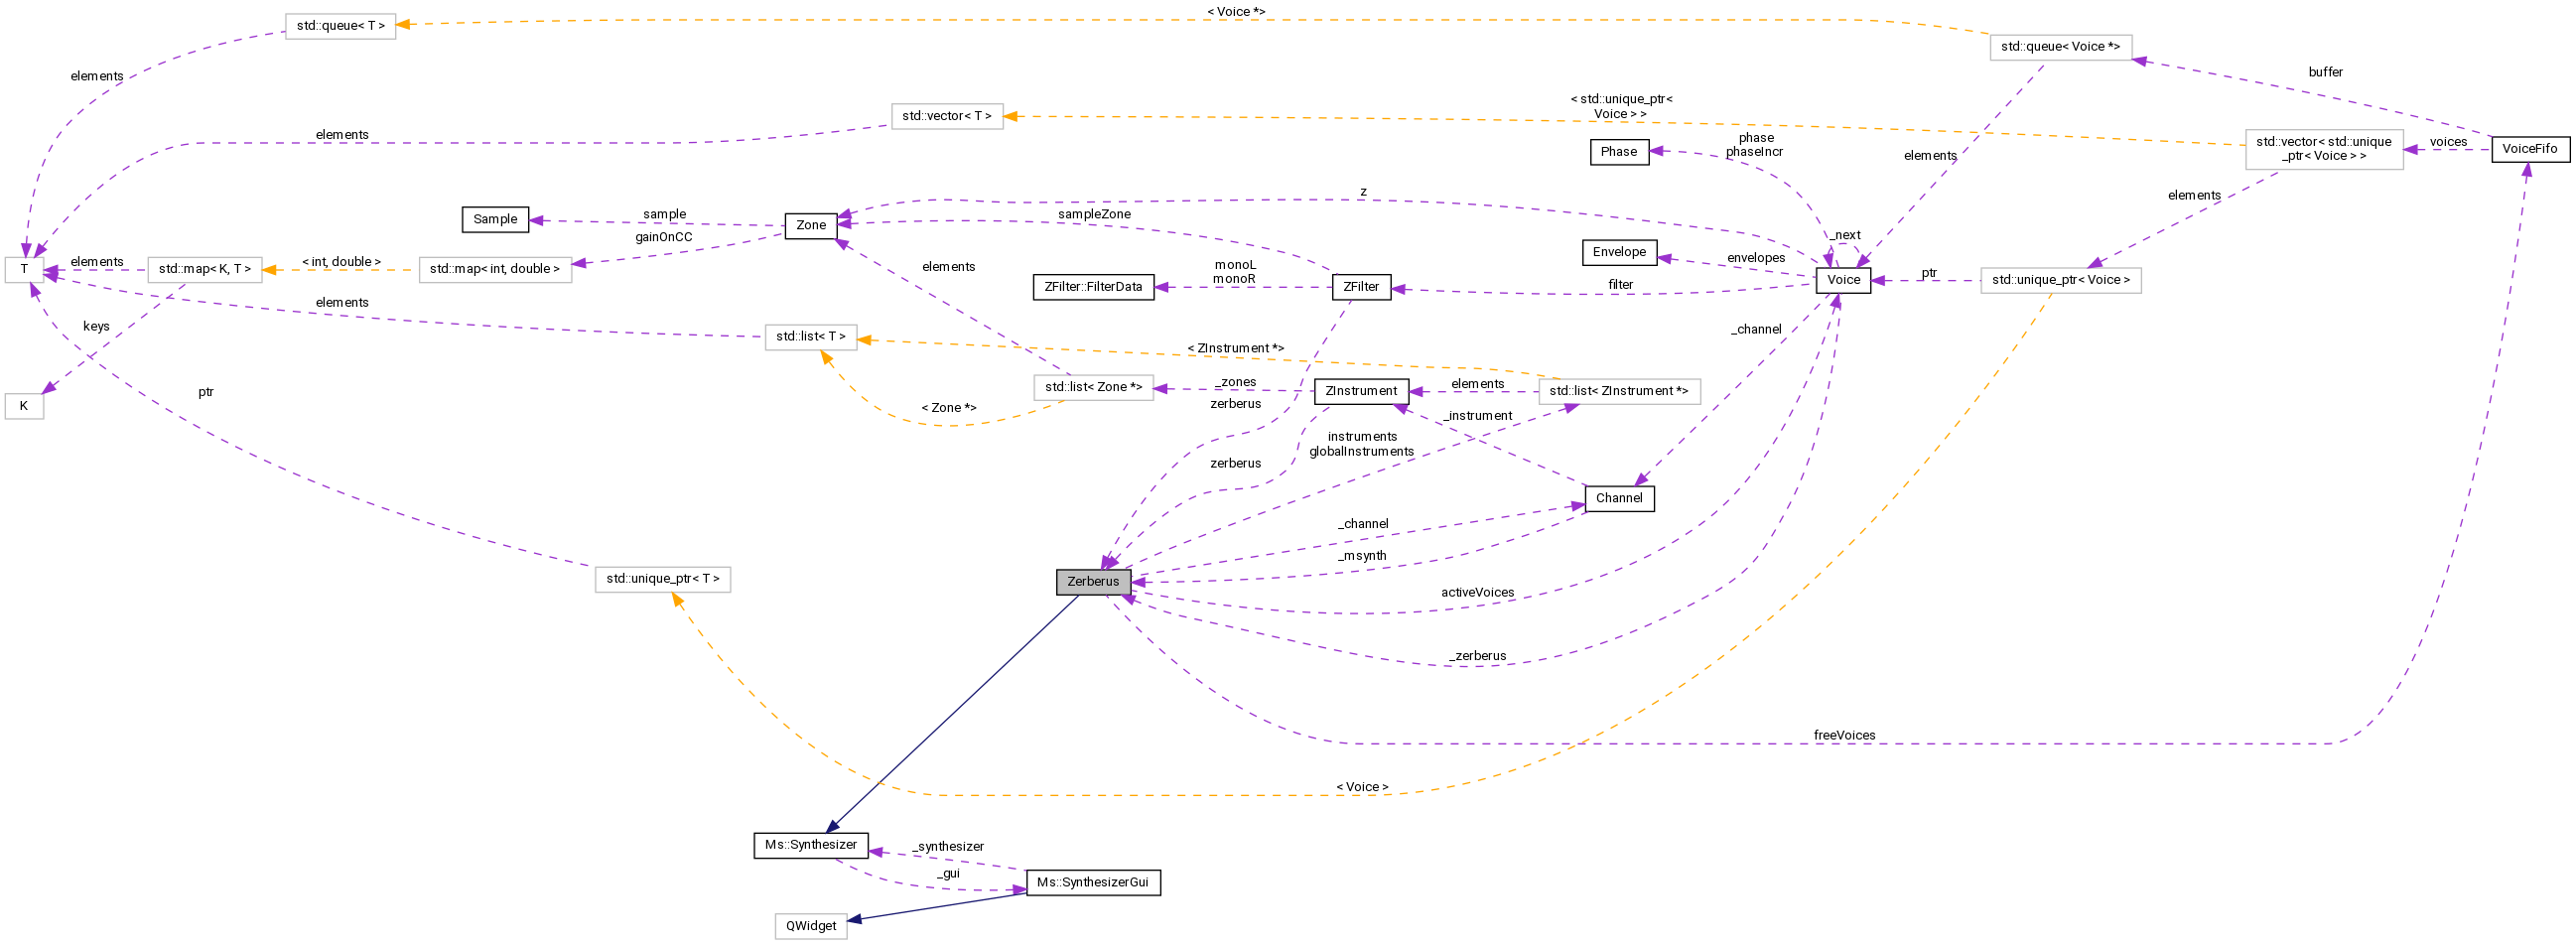 < Voice *>
std::queue< T >
std::queue< Voice *>
elements
buffer
< std::unique_ptr<
Voice > >
std::vector< T >
elements
phase
phaseIncr
Phase
elements
std::vector< std::unique
_ptr< Voice > >
voices
VoiceFifo
z
elements
Sample
sample
Zone
sampleZone
gainOnCC
_next
Envelope
envelopes
T
elements
std::map< K, T >
< int, double >
std::map< int, double >
elements
monoL
monoR
ZFilter::FilterData
ZFilter
filter
Voice
ptr
std::unique_ptr< Voice >
elements
keys
std::list< T >
_channel
< ZInstrument *>
K
ptr
std::list< Zone *>
_zones
ZInstrument
elements
std::list< ZInstrument *>
< Zone *>
zerberus
_instrument
instruments
globalInstruments
zerberus
Channel
_channel
_msynth
std::unique_ptr< T >
Zerberus
activeVoices
_zerberus
freeVoices
< Voice >
Ms::Synthesizer
_synthesizer
_gui
Ms::SynthesizerGui
QWidget